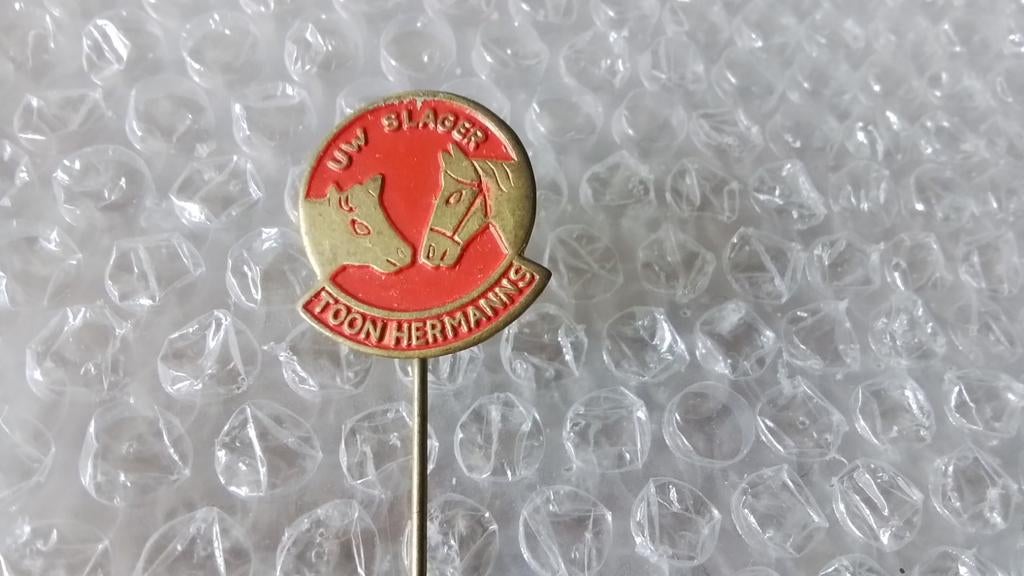 UW SLAGER
TOON HERMANNS